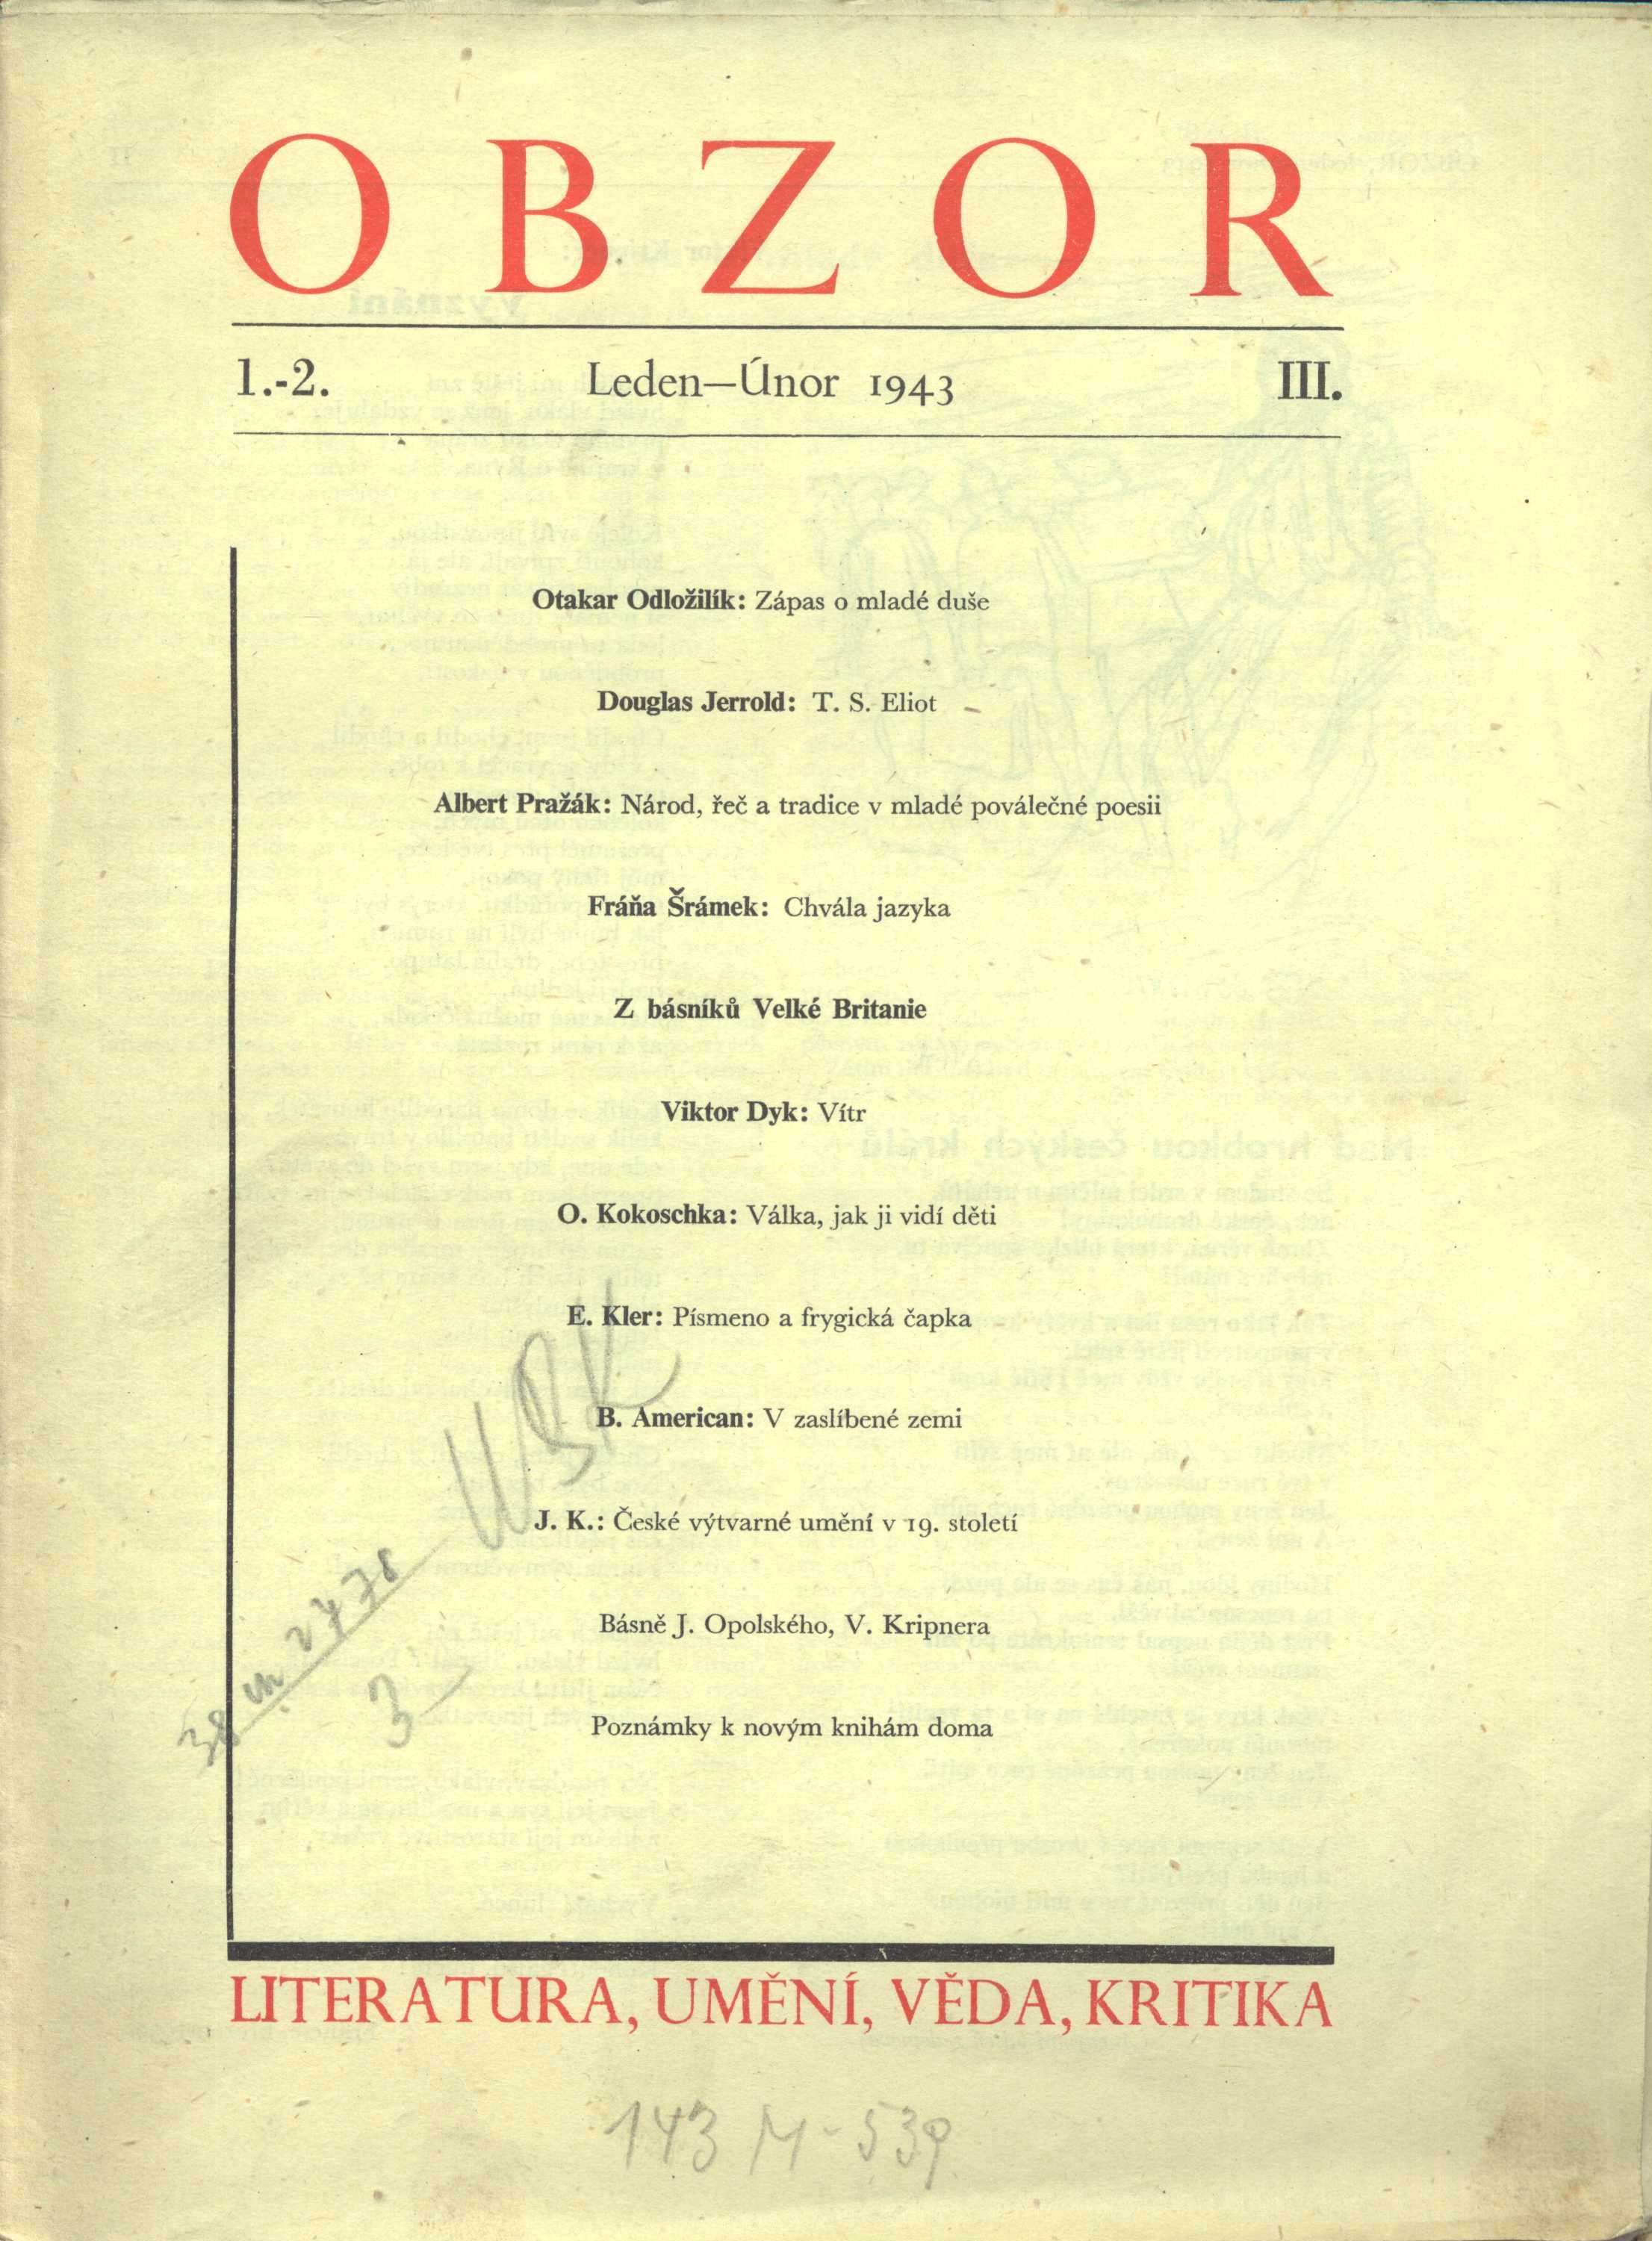 OBZOR
1.-2. Leden—Únor 1943 III.
Otakar Odložilík: Zápas o mladé duše
Douglas Jerrold: T. S. Eliot
Albert Pražák: Národ, řeč a tradice v mladé poválečné poesii
Fráňa Šrámek: Chvála jazyka
Z básníků Velké Britanie
Viktor Dyk: Vítr
O. Kokoschka: Válka, jak ji vidí děti
E. Kler: Písmeno a frygická čapka
B. American: V zaslíbené zemi
J. K.: České výtvarné umění v 19. století
Básně J. Opolského, V. Kripnera
Poznámky k novým knihám doma
LITERATURA, UMĚNÍ, VĚDA, KRITIKA
143 M-539